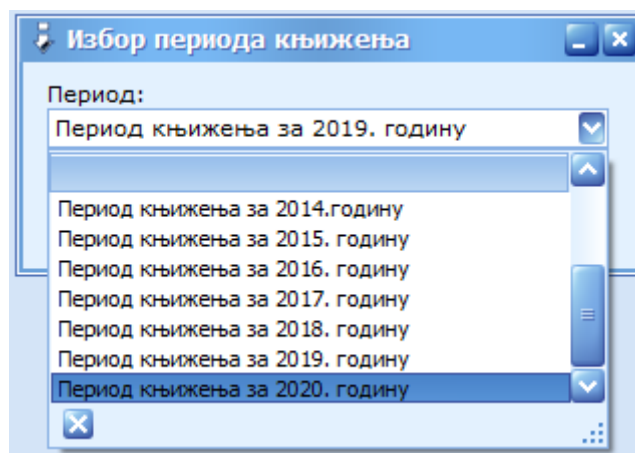 Избор периода књижења
Период:
Период књижења за 2019. годину
Период књижења за 2014.годину
Период књижења за 2015. годину
Период књижења за 2016. годину
Период књижења за 2017. годину
Период књижења за 2018. годину
Период књижења за 2019. годину
Период књижења за 2020. годину